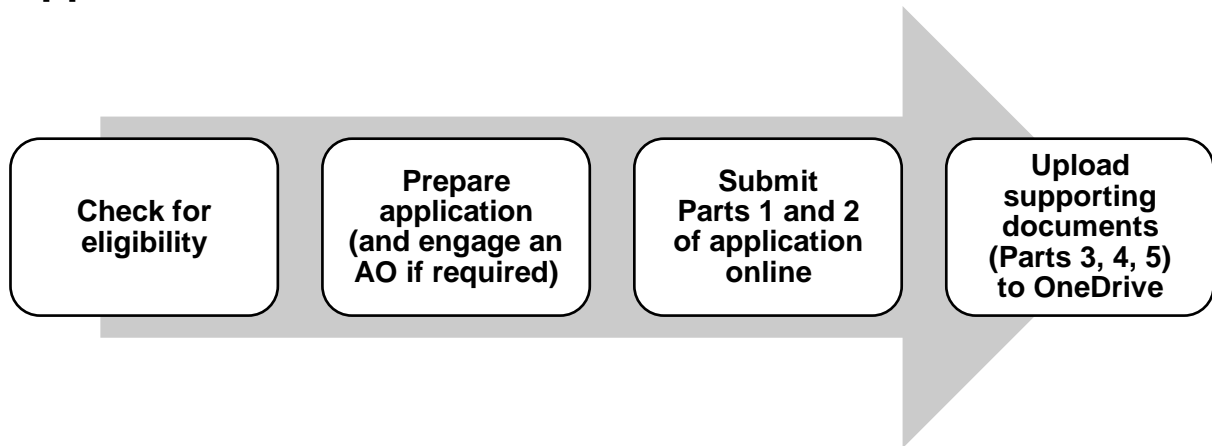 Check for
eligibility
Prepare
application
(and engage an
AO if required)
Submit
Parts 1 and 2
of application
online
Upload
supporting
documents
(Parts 3, 4, 5)
to OneDrive